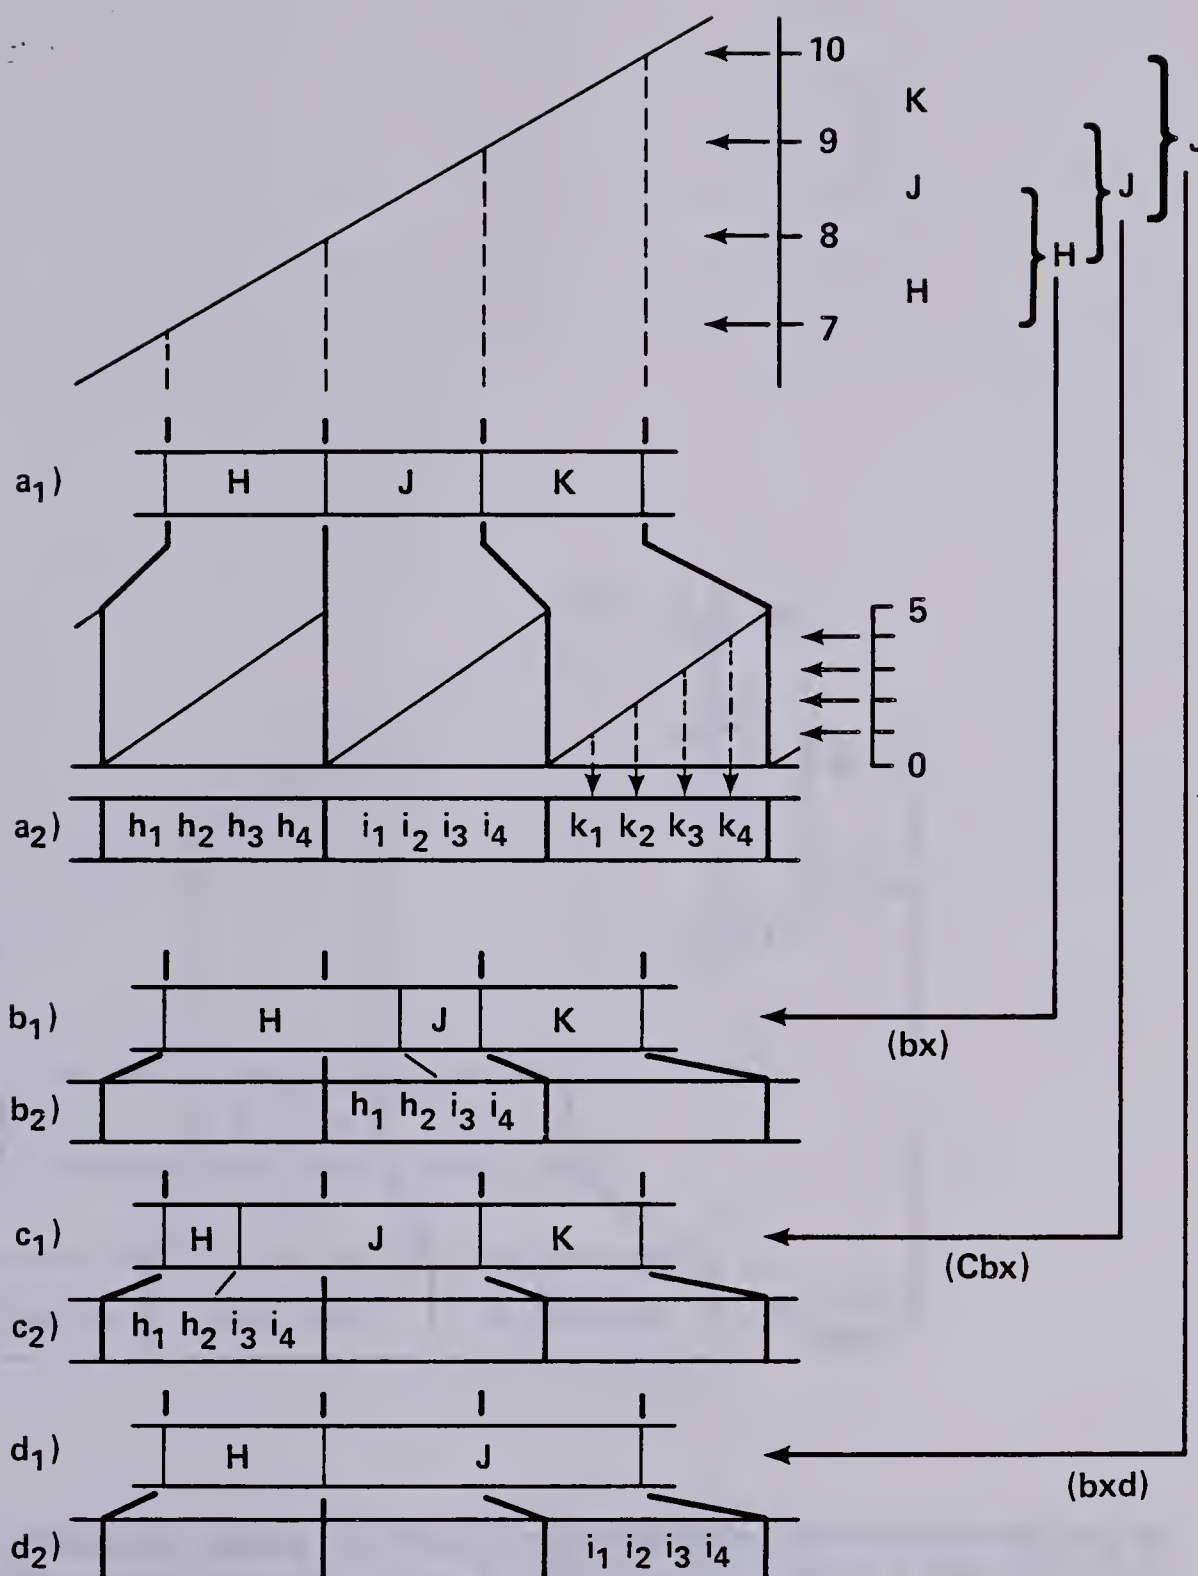 10
K
9
J
J
J
8
H
H
7
a₁) H J K
5
0
a₂) h₁ h₂ h₃ h₄ i₁ i₂ i₃ i₄ k₁ k₂ k₃ k₄
b₁) H J K
(bx)
b₂) h₁ h₂ i₃ i₄
c₁) H J K
(Cbx)
c₂) h₁ h₂ i₃ i₄
d₁) H J
(bxd)
d₂) i₁ i₂ i₃ i₄